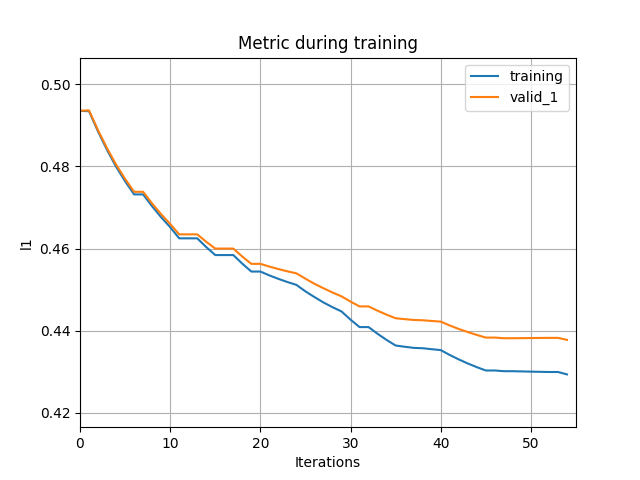 Metric during training
training
valid_1
0.50
0.48
0.46
0.44
0.42
l1
0 10 20 30 40 50
Iterations